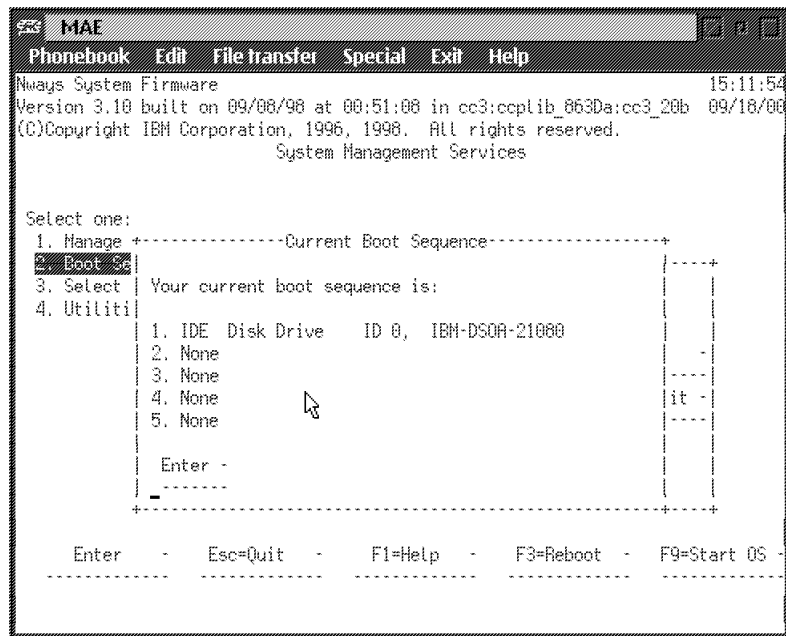 MAE
Phonebook Edit File transfer Special Exit Help
Nways System Firmware 15:11:54
Version 3.10 built on 09/08/98 at 00:51:08 in cc3:ccplib_863Da:cc3_20b 09/18/00
(C)Copyright IBM Corporation, 1996, 1998. All rights reserved.
System Management Services
Select one:
1. Manage
Current Boot Sequence
2. Boot Se
3. Select
4. Utiliti
Your current boot sequence is:
1. IDE Disk Drive ID 0, IBM-DSOA-21080
2. None
3. None
4. None
5. None
it -
Enter -
Enter - Esc=Quit - F1=Help - F3=Reboot - F9=Start OS -